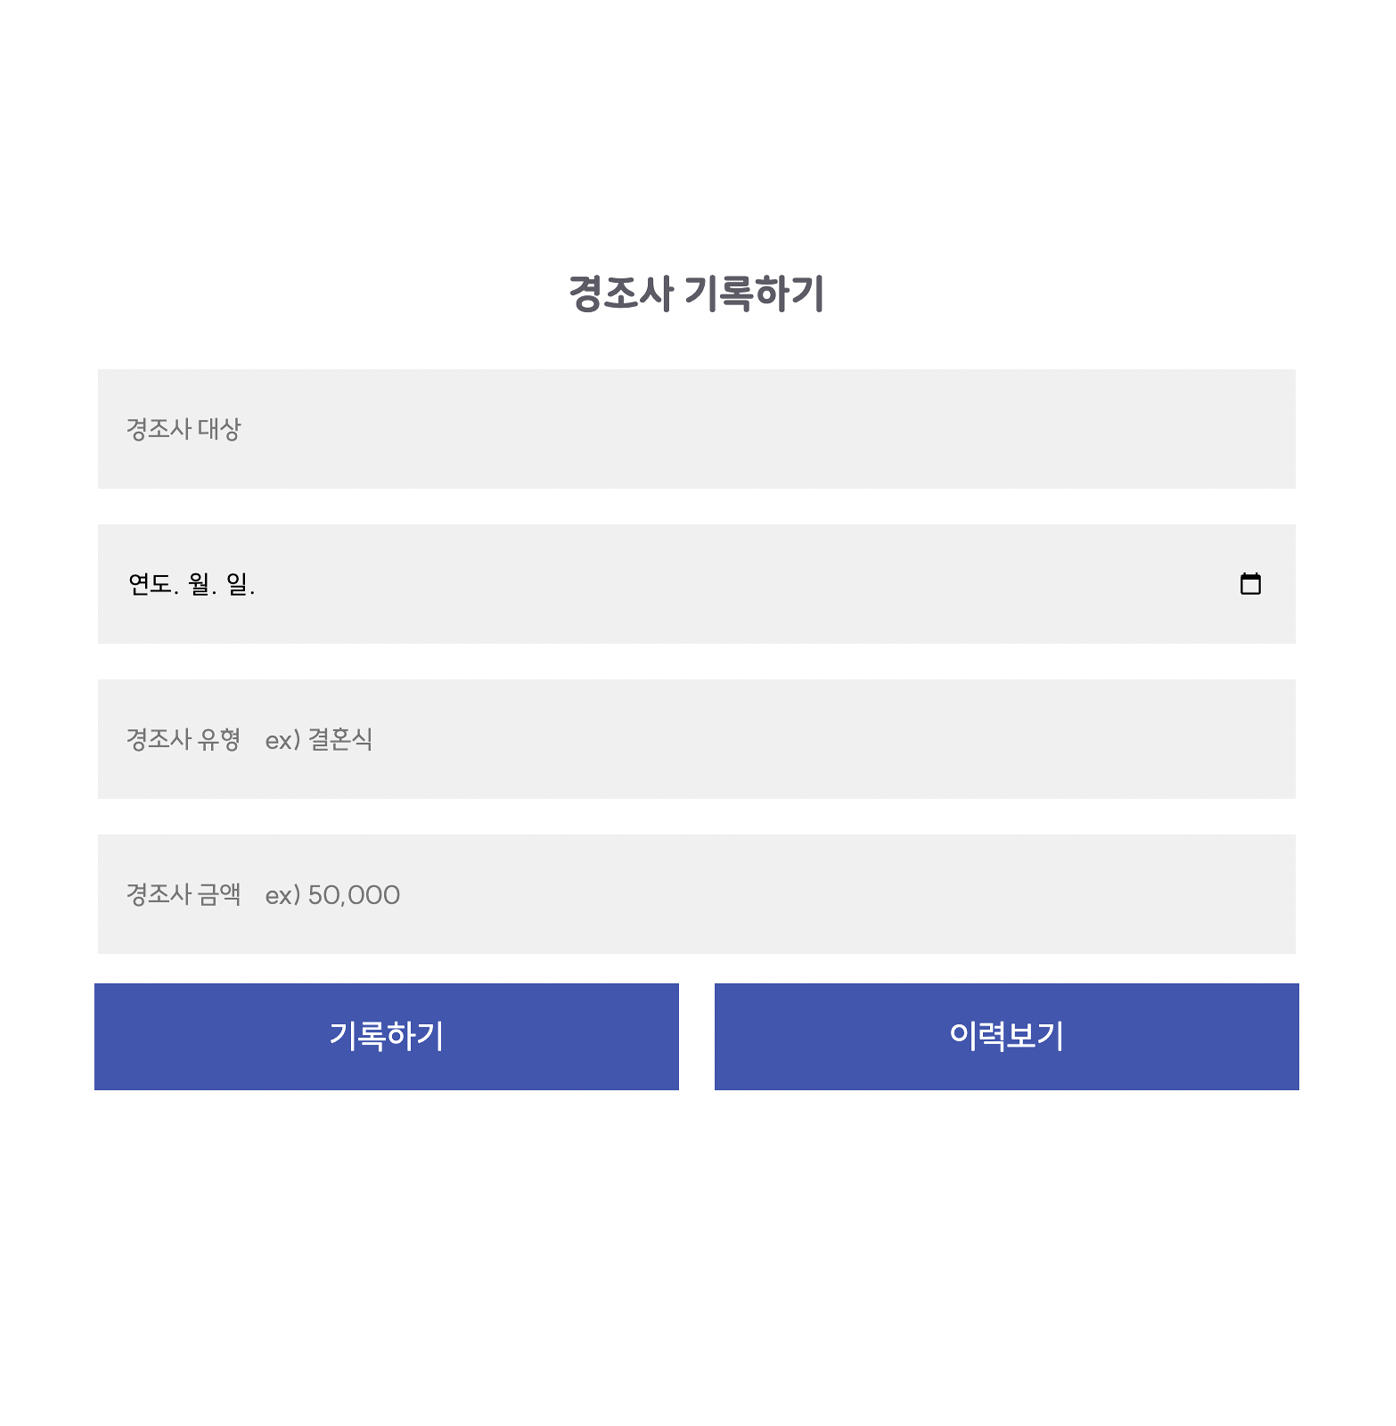 경조사 기록하기
경조사 대상
연도. 월. 일.
경조사 유형 ex) 결혼식
경조사 금액 ex) 50,000
기록하기 이력보기